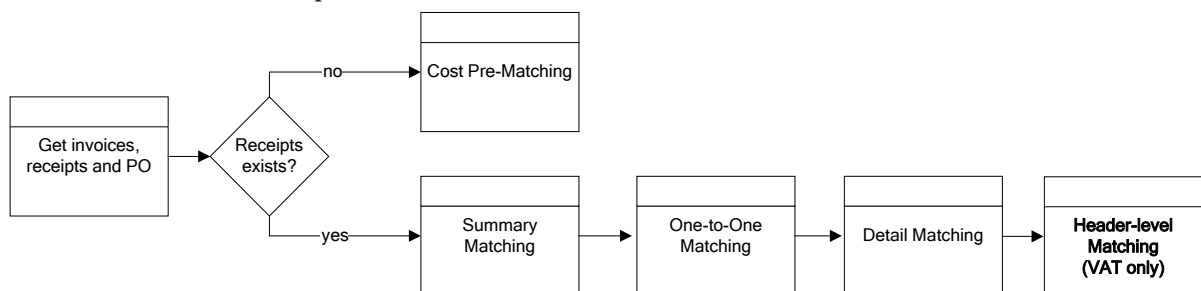 no
Cost Pre-Matching
Get invoices,
receipts and PO
Receipts
exists?
yes
Summary
Matching
One-to-One
Matching
Detail Matching
Header-level
Matching
(VAT only)